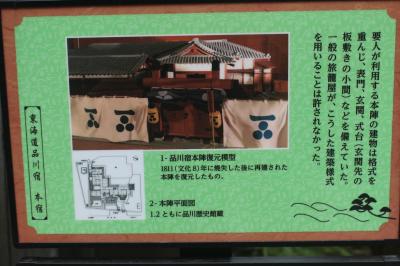 要人が利用する本陣の建物は格式を
重んじ、表門、玄関、式台(玄関先の
板敷きの小間)などを備えていた。
一般の旅籠屋が、こうした建築様式
を用いることは許されなかった。
1- 品川宿本陣復元模型
1811(文化8)年に焼失した後に再建された
本陣を復元したもの。
2- 本陣平面図
1.2ともに品川歴史館蔵
東海道品川宿 本宿